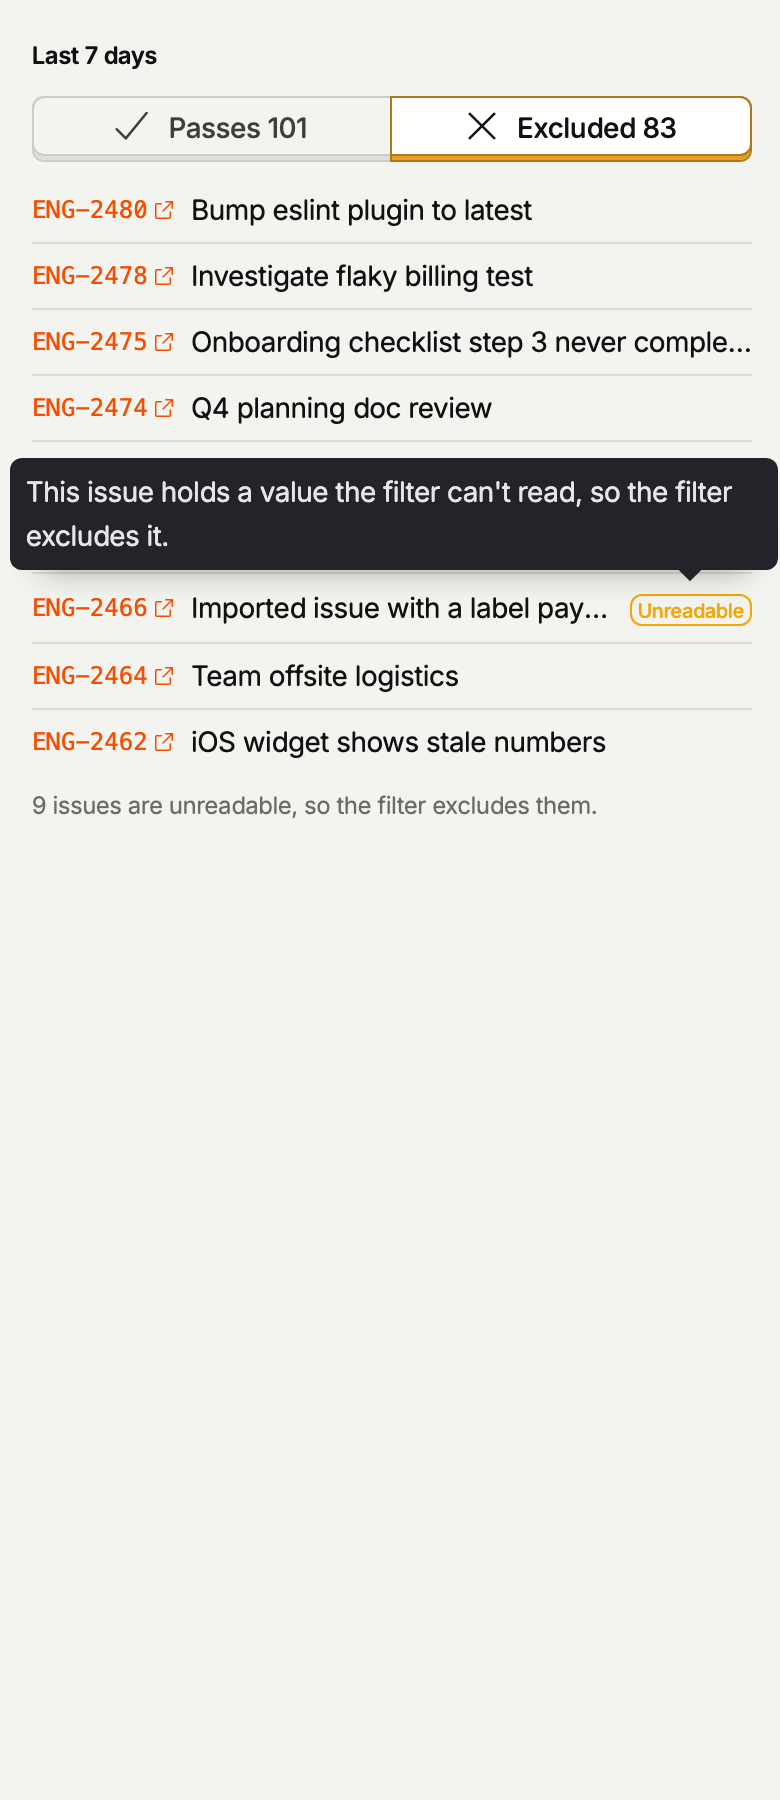 Last 7 days
Passes 101
Excluded 83
ENG-2480 Bump eslint plugin to latest
ENG-2478 Investigate flaky billing test
ENG-2475 Onboarding checklist step 3 never comple...
ENG-2474 Q4 planning doc review
This issue holds a value the filter can't read, so the filter
excludes it.
ENG-2466 Imported issue with a label pay... Unreadable
ENG-2464 Team offsite logistics
ENG-2462 iOS widget shows stale numbers
9 issues are unreadable, so the filter excludes them.